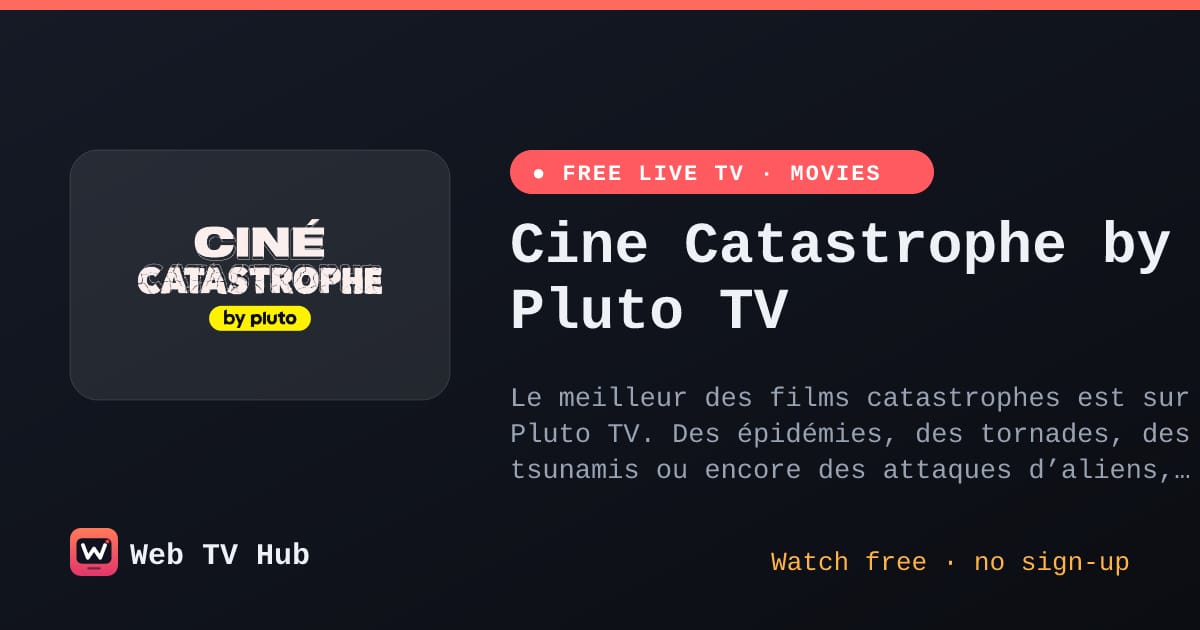 CINÉ
CATASTROPHE
by pluto
● FREE LIVE TV · MOVIES
Cine Catastrophe by
Pluto TV
Le meilleur des films catastrophes est sur
Pluto TV. Des épidémies, des tornades, des
tsunamis ou encore des attaques d’aliens,…
W
Web TV Hub
Watch free · no sign-up